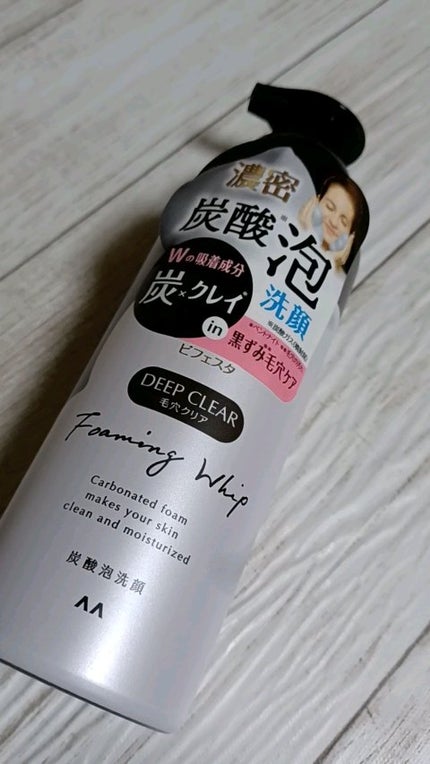 濃密
炭酸※泡
洗顔
Wの吸着成分
炭×クレイ
in
黒ずみ毛穴ケア
ビフェスタ
DEEP CLEAR
毛穴クリア
Foaming Whip
Carbonated foam
makes your skin
clean and moisturized
炭酸泡洗顔